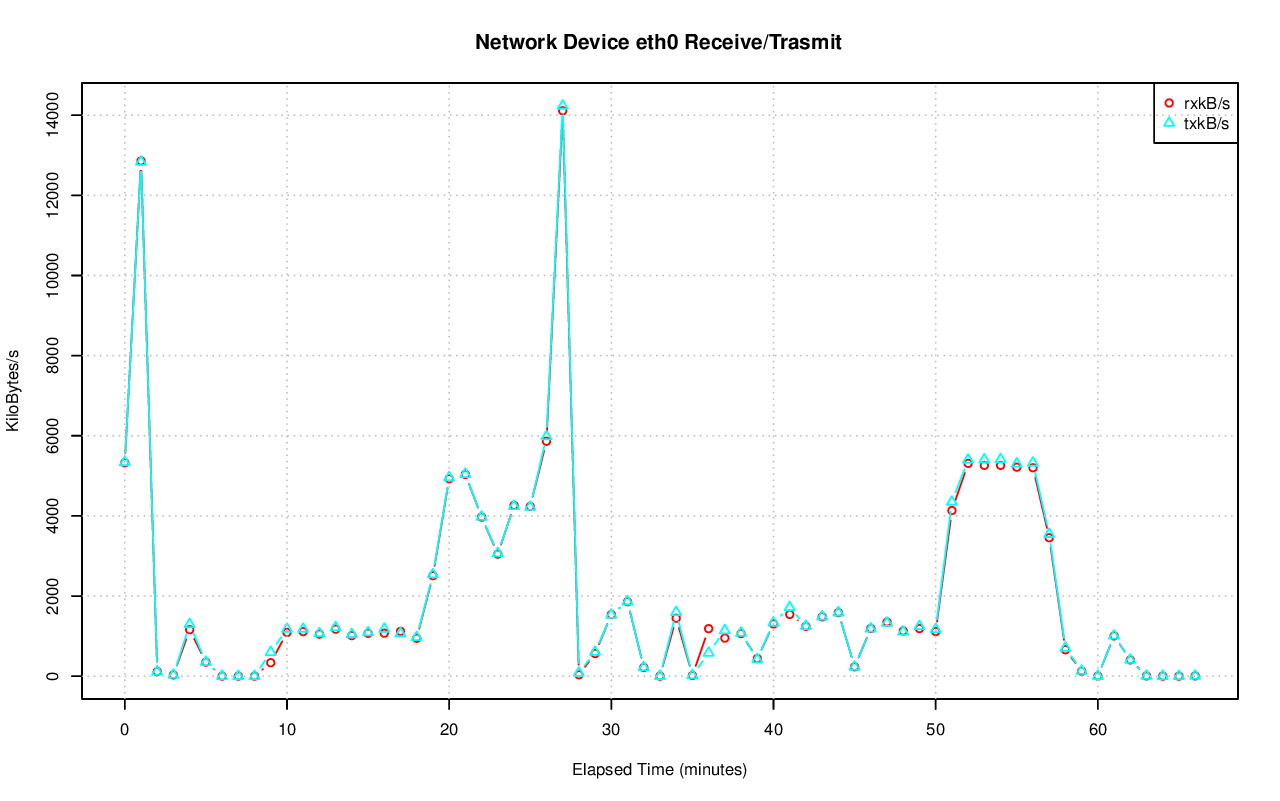 Network Device eth0 Receive/Trasmit
rxkB/s
txkB/s
KiloBytes/s
14000
12000
10000
8000
6000
4000
2000
0
0 10 20 30 40 50 60
Elapsed Time (minutes)